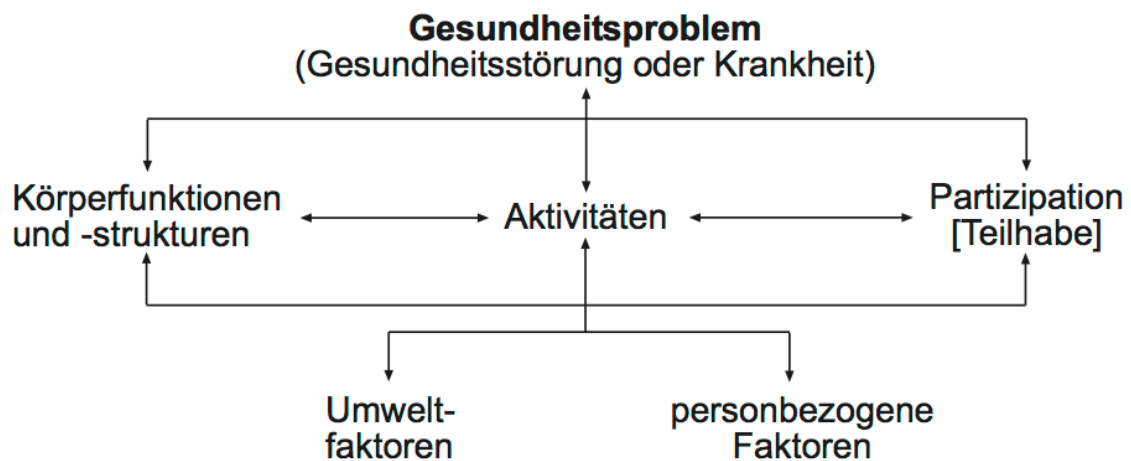 Gesundheitsproblem
(Gesundheitsstörung oder Krankheit)
Körperfunktionen
und -strukturen
Aktivitäten
Partizipation
[Teilhabe]
Umwelt-
faktoren
personbezogene
Faktoren